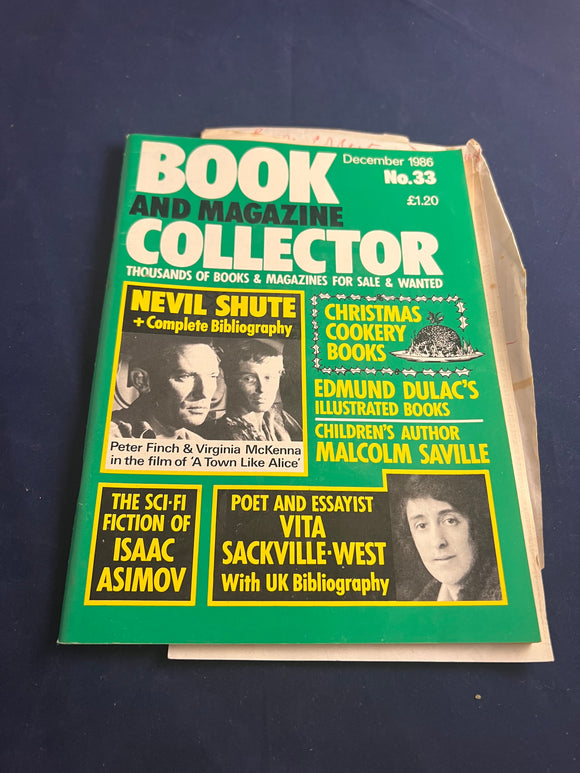 BOOK
December 1986
No.33
AND MAGAZINE
£1.20
COLLECTOR
THOUSANDS OF BOOKS & MAGAZINES FOR SALE & WANTED
NEVIL SHUTE
+ Complete Bibliography
Peter Finch & Virginia McKenna
in the film of 'A Town Like Alice'
CHRISTMAS
COOKERY
BOOKS
EDMUND DULAC'S
ILLUSTRATED BOOKS
CHILDREN'S AUTHOR
MALCOLM SAVILLE
THE SCI-FI
FICTION OF
ISAAC
ASIMOV
POET AND ESSAYIST
VITA
SACKVILLE-WEST
With UK Bibliography